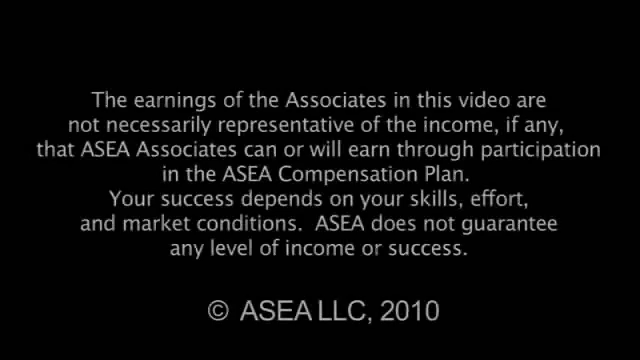 The earnings of the Associates in this video are
not necessarily representative of the income, if any,
that ASEA Associates can or will earn through participation
in the ASEA Compensation Plan.
Your success depends on your skills, effort,
and market conditions.  ASEA does not guarantee
any level of income or success.
© ASEA LLC, 2010